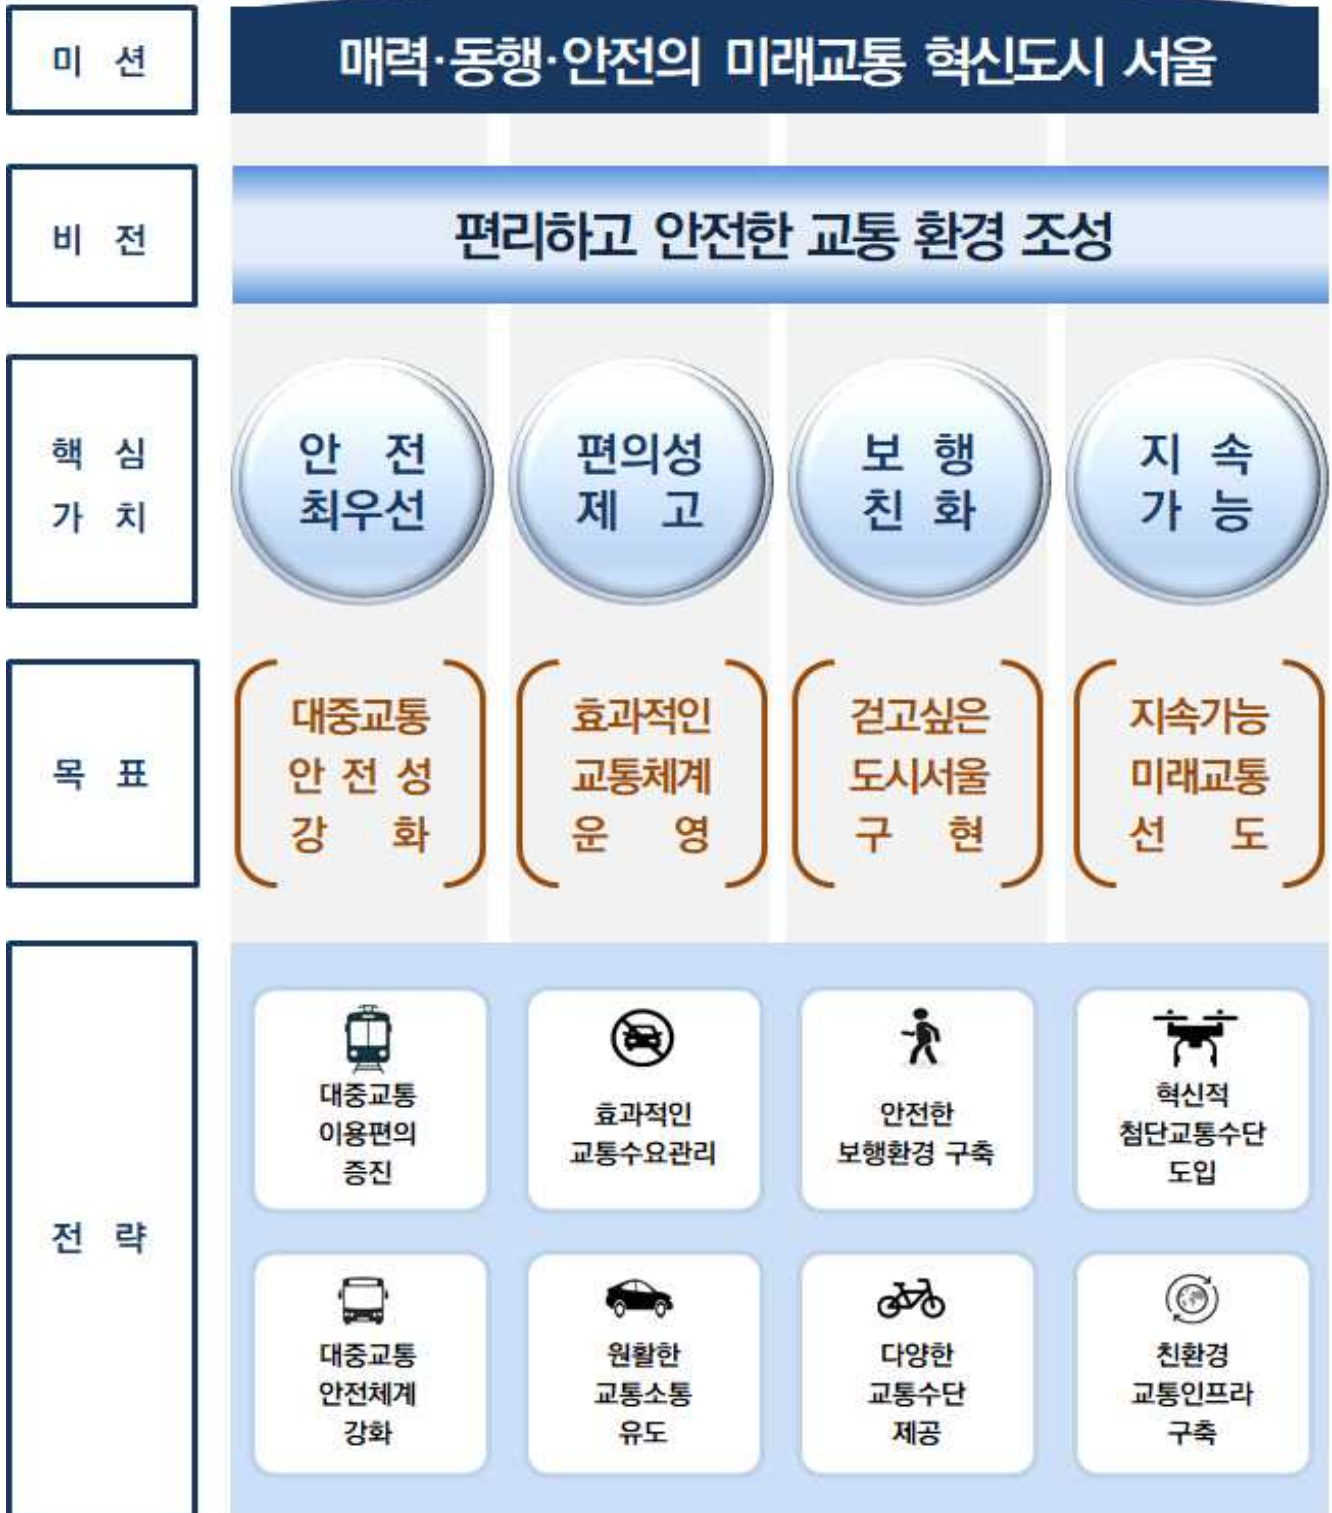 미 션
매력·동행·안전의 미래교통 혁신도시 서울
비 전
편리하고 안전한 교통 환경 조성
핵 심
가 치
안 전
최우선
편의성
제 고
보 행
친 화
지 속
가 능
목 표
대중교통
안 전 성
강 화
효과적인
교통체계
운 영
걷고싶은
도시서울
구 현
지속가능
미래교통
선 도
전 략
대중교통
이용편의
증진
효과적인
교통수요관리
안전한
보행환경 구축
혁신적
첨단교통수단
도입
대중교통
안전체계
강화
원활한
교통소통
유도
다양한
교통수단
제공
친환경
교통인프라
구축